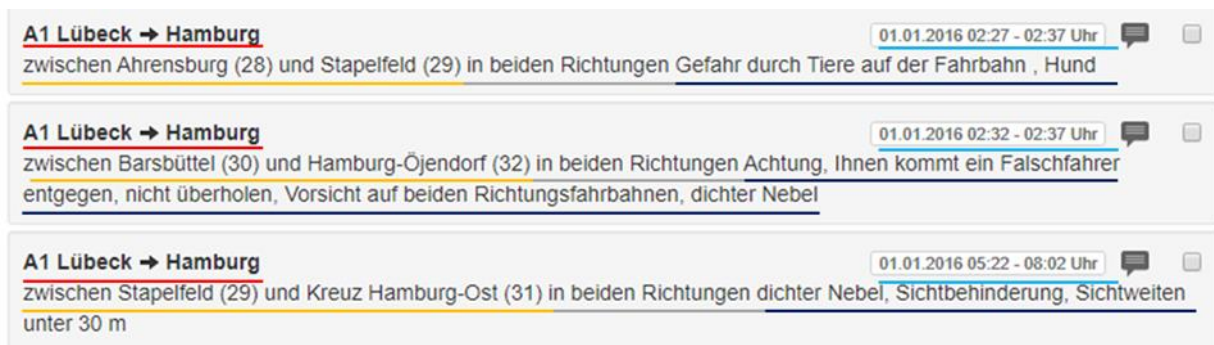 A1 Lübeck ➔ Hamburg 01.01.2016 02:27 - 02:37 Uhr
zwischen Ahrensburg (28) und Stapelfeld (29) in beiden Richtungen Gefahr durch Tiere auf der Fahrbahn , Hund
A1 Lübeck ➔ Hamburg 01.01.2016 02:32 - 02:37 Uhr
zwischen Barsbüttel (30) und Hamburg-Öjendorf (32) in beiden Richtungen Achtung, Ihnen kommt ein Falschfahrer
entgegen, nicht überholen, Vorsicht auf beiden Richtungsfahrbahnen, dichter Nebel
A1 Lübeck ➔ Hamburg 01.01.2016 05:22 - 08:02 Uhr
zwischen Stapelfeld (29) und Kreuz Hamburg-Ost (31) in beiden Richtungen dichter Nebel, Sichtbehinderung, Sichtweiten
unter 30 m